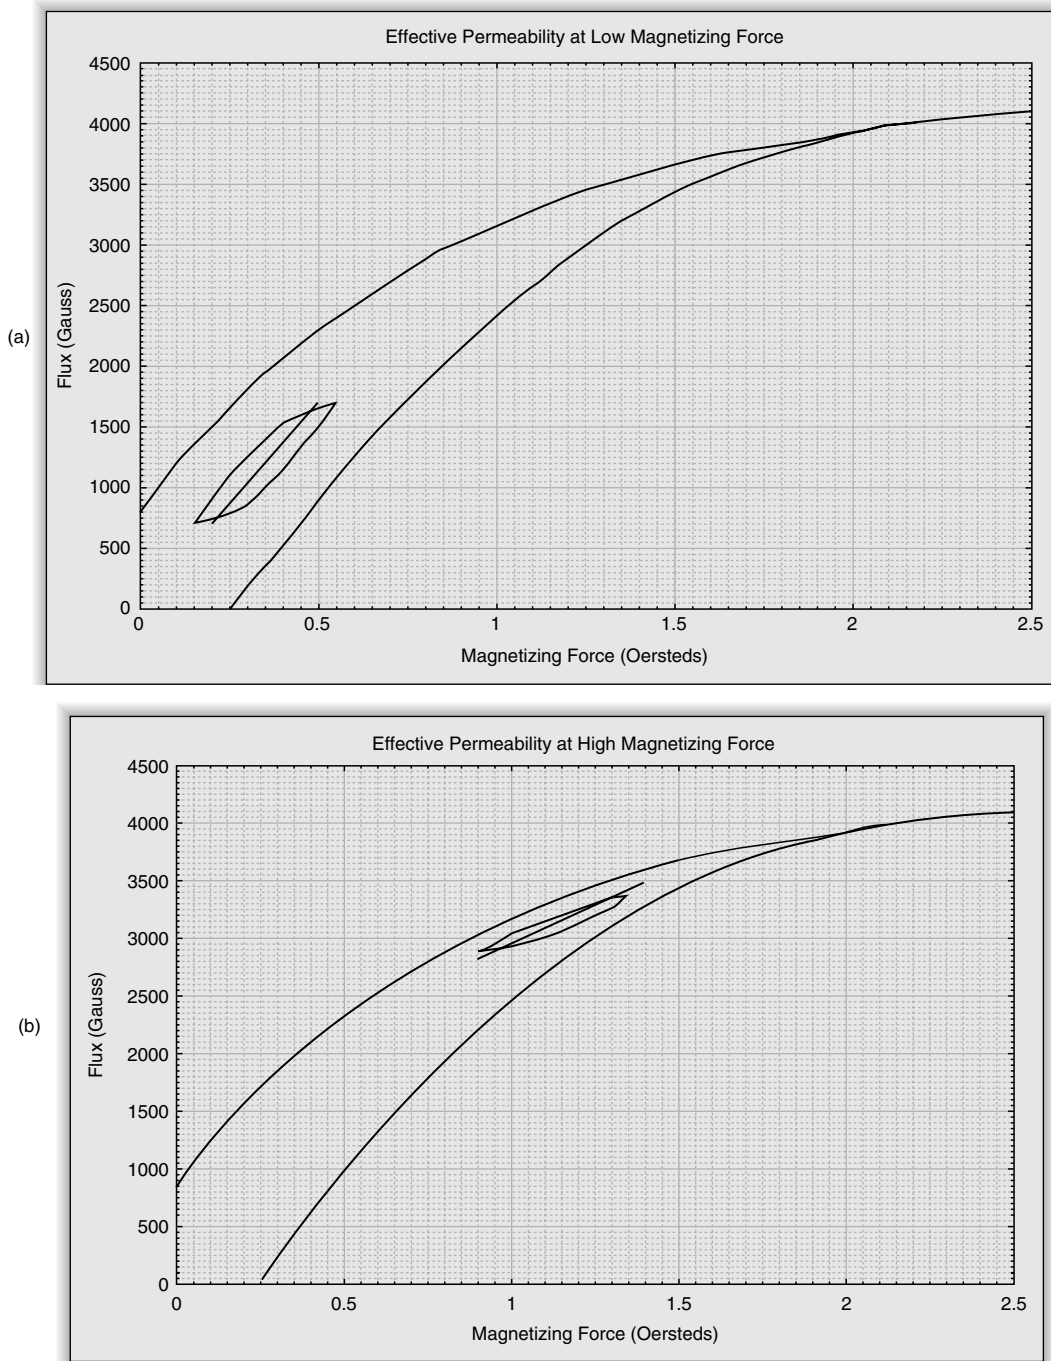 (a)
Effective Permeability at Low Magnetizing Force
Flux (Gauss)
4500
4000
3500
3000
2500
2000
1500
1000
500
0
0 0.5 1 1.5 2 2.5
Magnetizing Force (Oersteds)
(b)
Effective Permeability at High Magnetizing Force
Flux (Gauss)
4500
4000
3500
3000
2500
2000
1500
1000
500
0
0 0.5 1 1.5 2 2.5
Magnetizing Force (Oersteds)